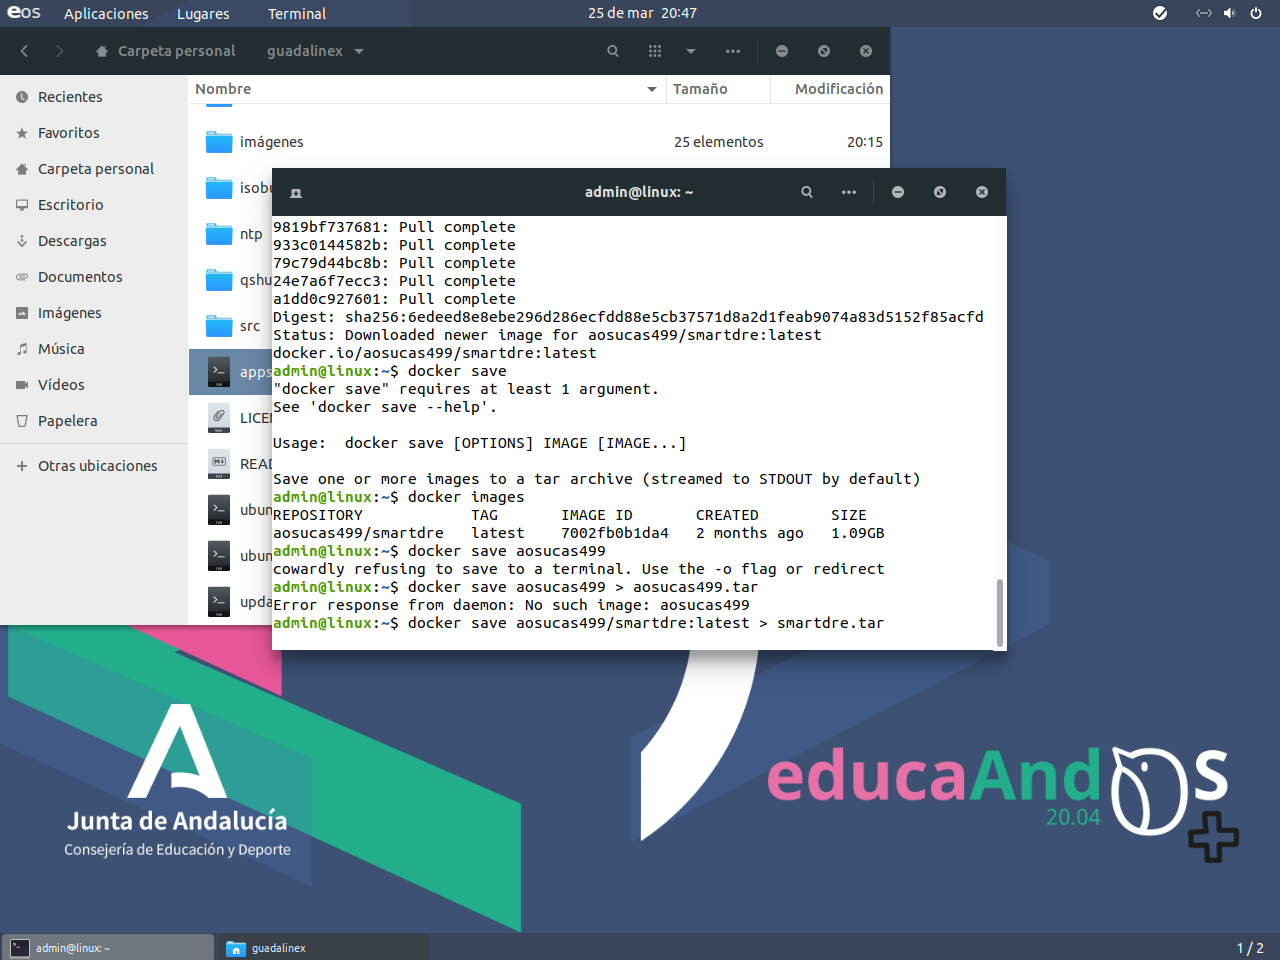 eos Aplicaciones Lugares Terminal 25 de mar 20:47
Carpeta personal guadalinex
Recientes
Favoritos
Carpeta personal
Escritorio
Descargas
Documentos
Imágenes
Música
Vídeos
Papelera
Otras ubicaciones
Nombre Tamaño Modificación
imágenes 25 elementos 20:15
isobu
ntp
qshu
src
apps
LICEN
READ
ubun
ubun
upda
admin@linux: ~
9819bf737681: Pull complete
933c0144582b: Pull complete
79c79d44bc8b: Pull complete
24e7a6f7ecc3: Pull complete
a1dd0c927601: Pull complete
Digest: sha256:6edeed8e8ebe296d286ecfdd88e5cb37571d8a2d1feab9074a83d5152f85acfd
Status: Downloaded newer image for aosucas499/smartdre:latest
docker.io/aosucas499/smartdre:latest
admin@linux:~$ docker save
"docker save" requires at least 1 argument.
See 'docker save --help'.
Usage:  docker save [OPTIONS] IMAGE [IMAGE...]
Save one or more images to a tar archive (streamed to STDOUT by default)
admin@linux:~$ docker images
REPOSITORY            TAG       IMAGE ID       CREATED        SIZE
aosucas499/smartdre   latest    7002fb0b1da4   2 months ago   1.09GB
admin@linux:~$ docker save aosucas499
cowardly refusing to save to a terminal. Use the -o flag or redirect
admin@linux:~$ docker save aosucas499 > aosucas499.tar
Error response from daemon: No such image: aosucas499
admin@linux:~$ docker save aosucas499/smartdre:latest > smartdre.tar
Junta de Andalucía
Consejería de Educación y Deporte
educaAndOS
20.04
admin@linux: ~ guadalinex 1 / 2